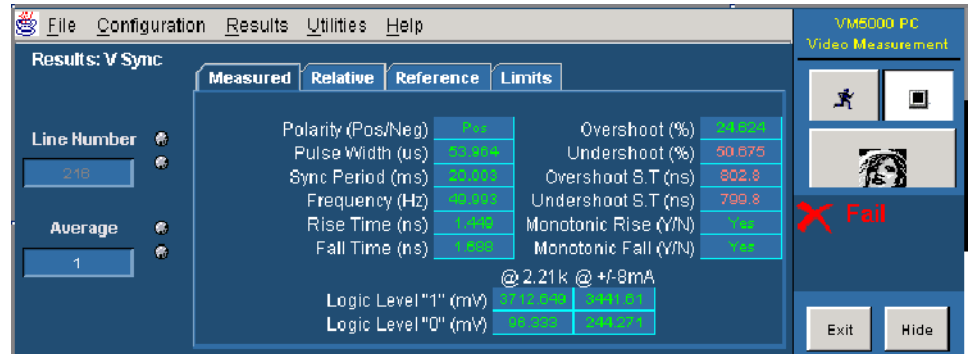 File Configuration Results Utilities Help
VM5000 PC
Video Measurement
Results: V Sync
Measured Relative Reference Limits
Line Number
218
Average
1
Polarity (Pos/Neg) Pos Overshoot (%) 24.624
Pulse Width (us) 53.964 Undershoot (%) 50.675
Sync Period (ms) 20.003 Overshoot S.T (ns) 802.8
Frequency (Hz) 49.993 Undershoot S.T (ns) 799.8
Rise Time (ns) 1.449 Monotonic Rise (Y/N) Yes
Fall Time (ns) 1.688 Monotonic Fall (Y/N) Yes
@ 2.21k @ +/-8mA
Logic Level "1" (mV) 3712.649 3441.61
Logic Level "0" (mV) 98.333 244.271
Fail
Exit Hide